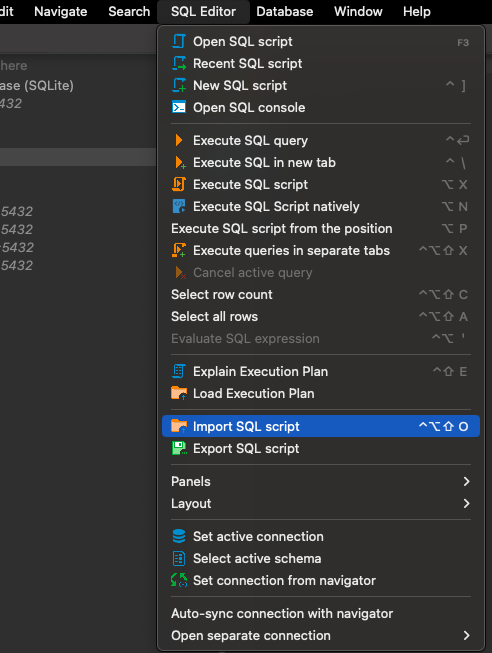 dit Navigate Search SQL Editor Database Window Help
here
ase (SQLite)
5432
5432
5432
5432
5432
Open SQL script F3
Recent SQL script
New SQL script ^ ]
Open SQL console
Execute SQL query ^ ↩
Execute SQL in new tab ^ \
Execute SQL script ⌥ X
Execute SQL Script natively ⌥ N
Execute SQL script from the position ⌥ P
Execute queries in separate tabs ^⌥⇧ X
Cancel active query
Select row count ^⌥⇧ C
Select all rows ^⌥⇧ A
Evaluate SQL expression ^⌥ '
Explain Execution Plan ^⇧ E
Load Execution Plan
Import SQL script ^⌥⇧ O
Export SQL script
Panels
Layout
Set active connection
Select active schema
Set connection from navigator
Auto-sync connection with navigator
Open separate connection